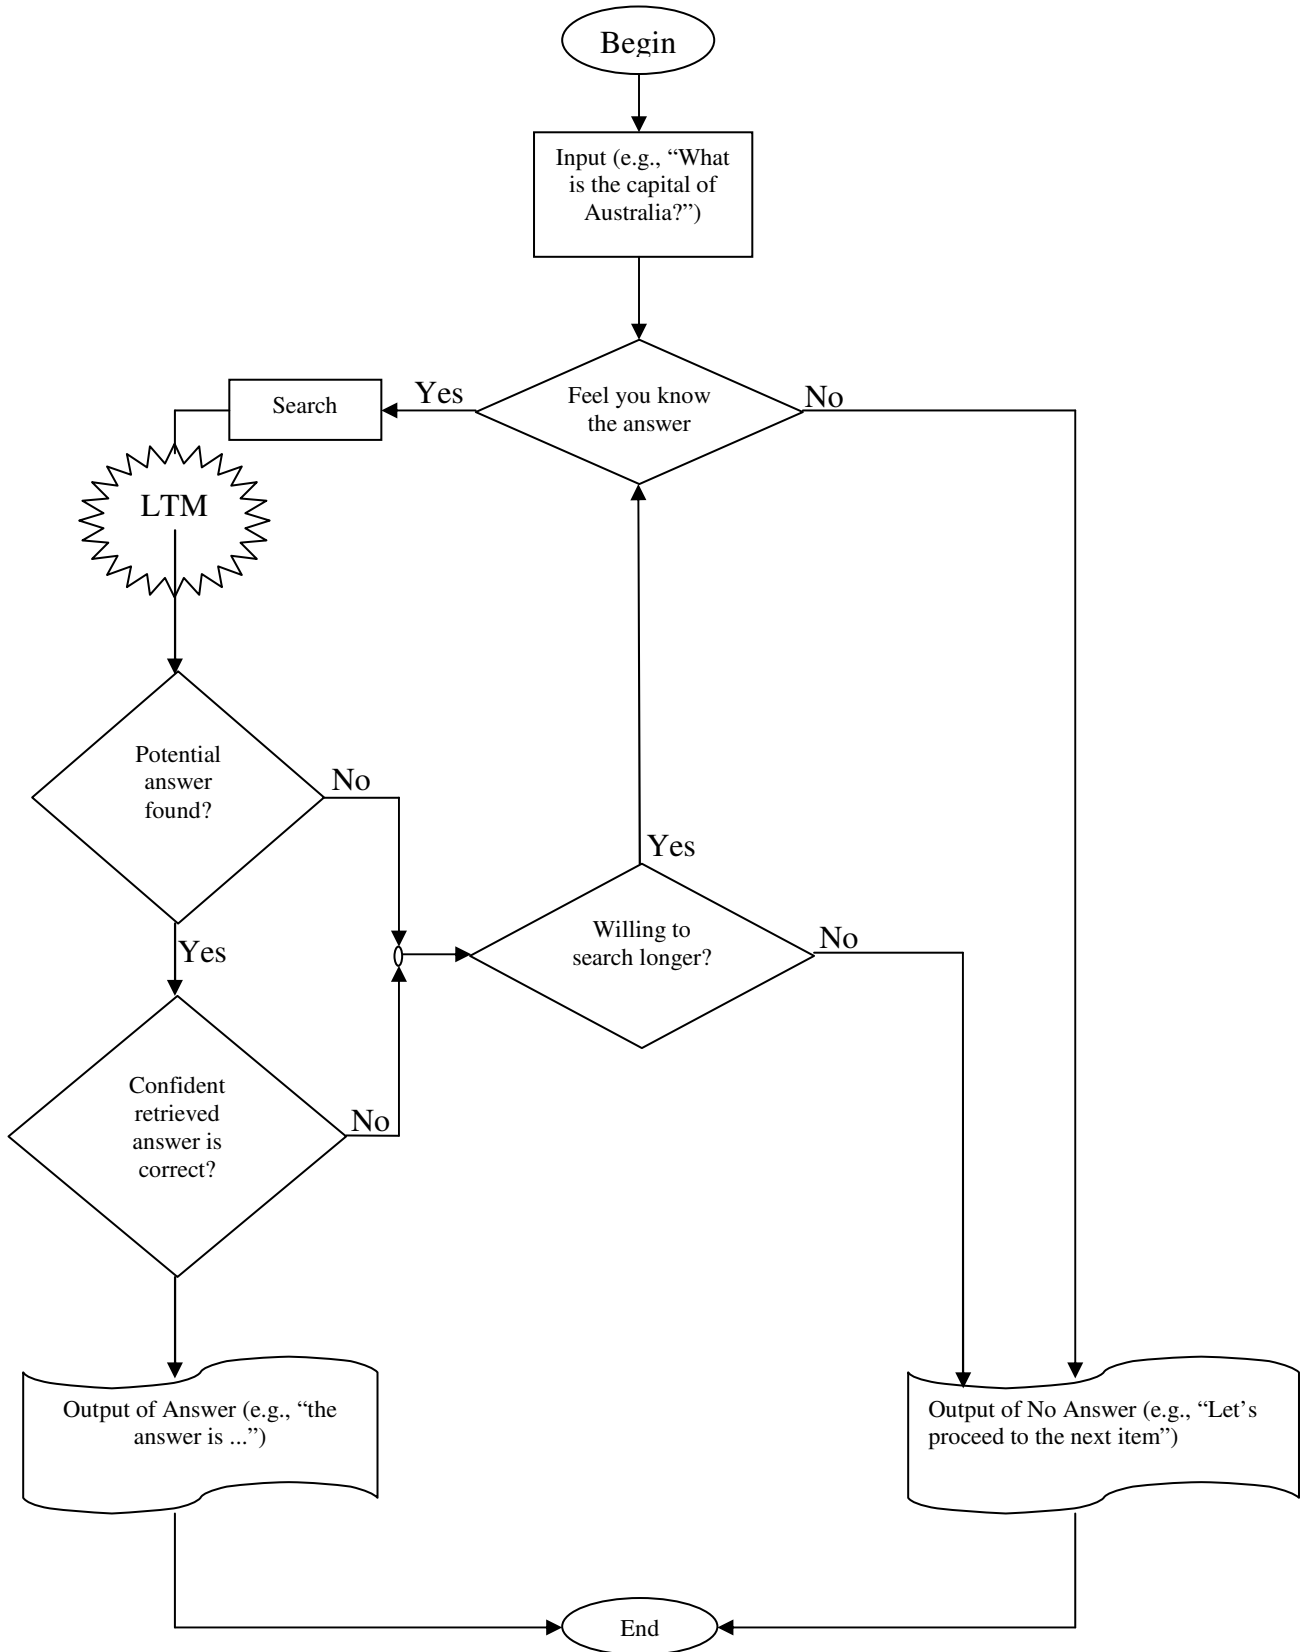 Begin
Input (e.g., “What
is the capital of
Australia?”)
Feel you know
the answer
Yes
No
Search
LTM
Potential
answer
found?
No
Yes
Willing to
search longer?
Yes
No
Confident
retrieved
answer is
correct?
No
Output of Answer (e.g., “the
answer is ...”)
Output of No Answer (e.g., “Let’s
proceed to the next item”)
End